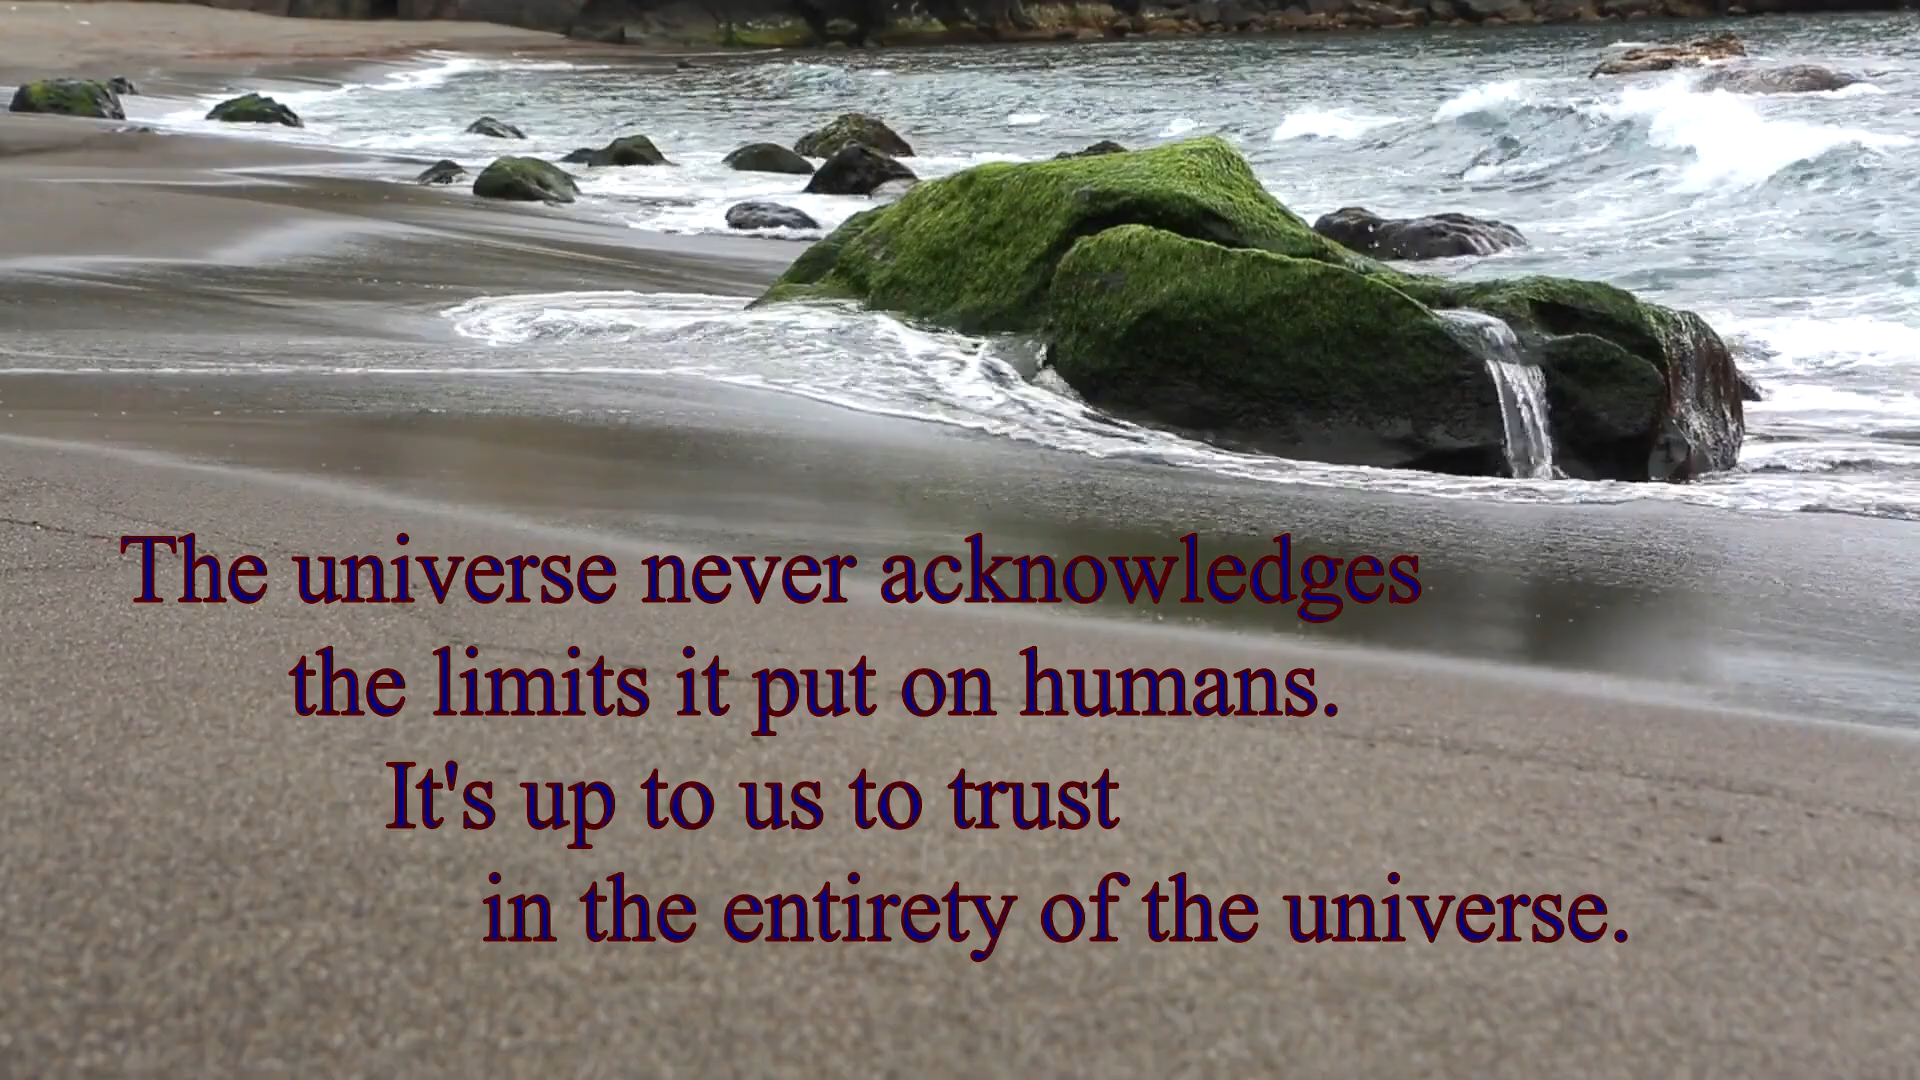 The universe never acknowledges
the limits it put on humans.
It's up to us to trust
in the entirety of the universe.